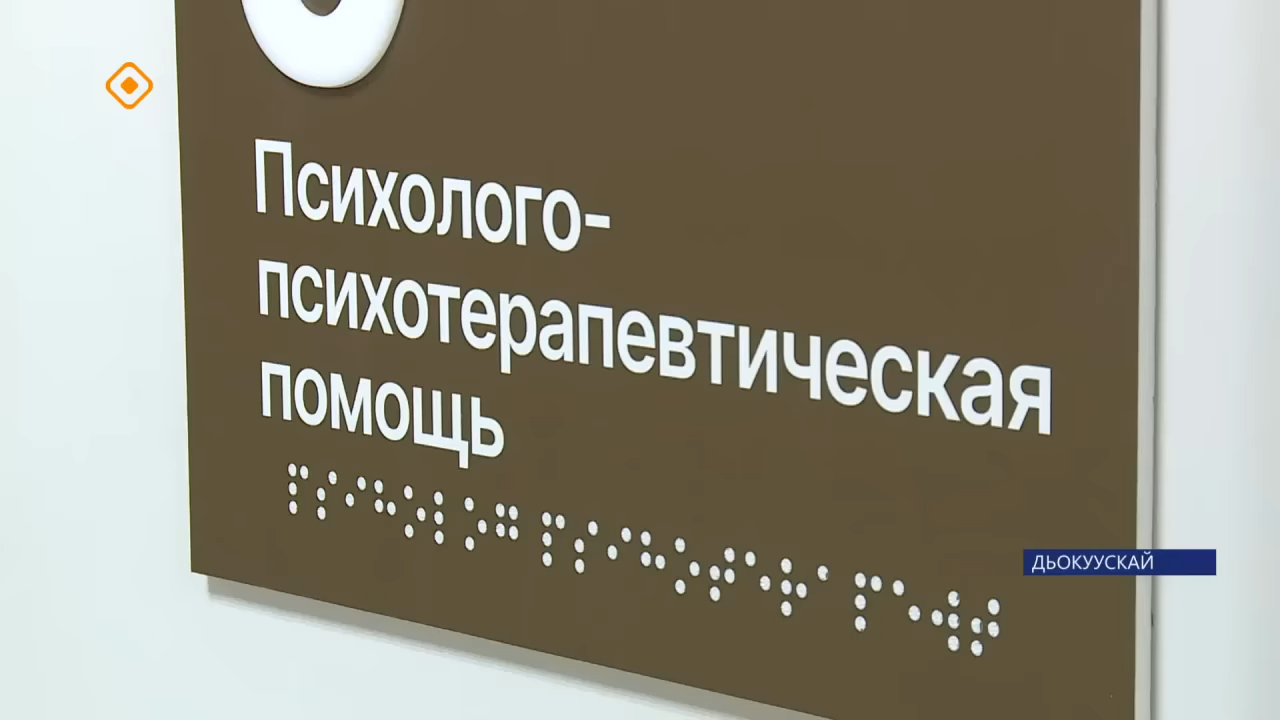 Психолого-
психотерапевтическая
помощь
ДЬОКУУСКАЙ